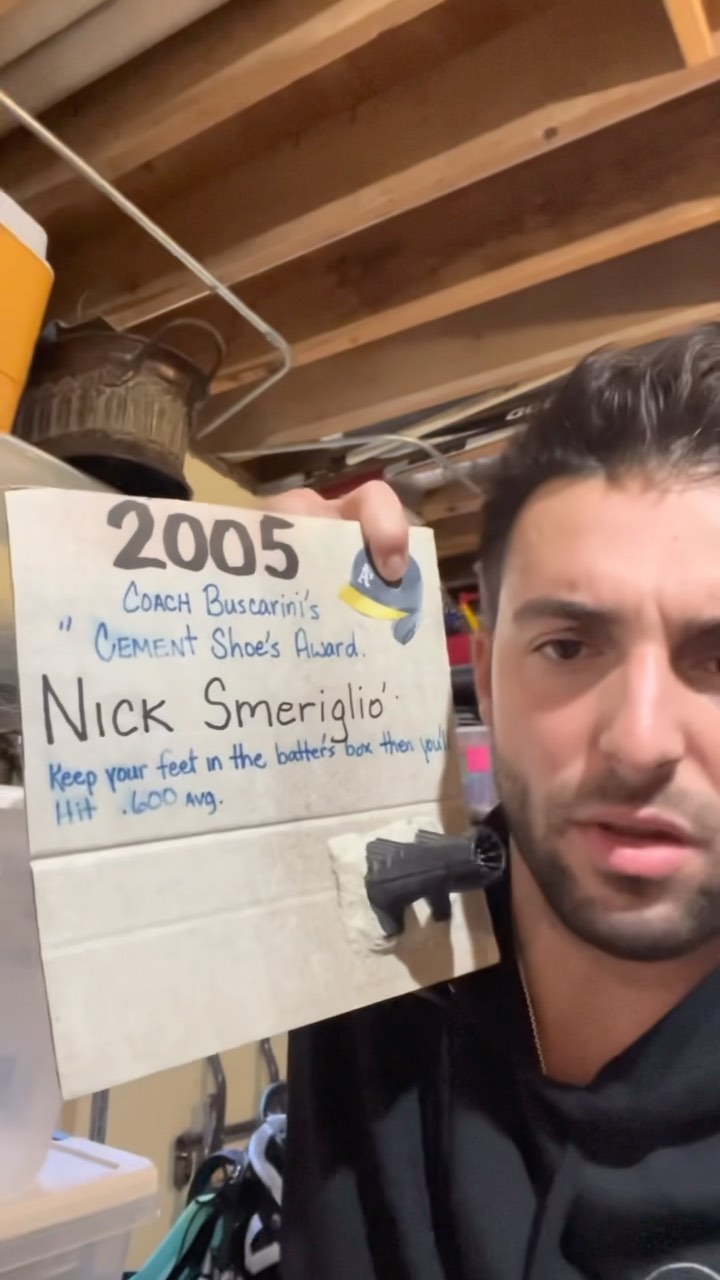 2005
COACH Buscarini's
" CEMENT Shoe's Award.
NICK Smeriglio'
Keep your feet in the batter's box then you'll
Hit .600 Avg.
A's